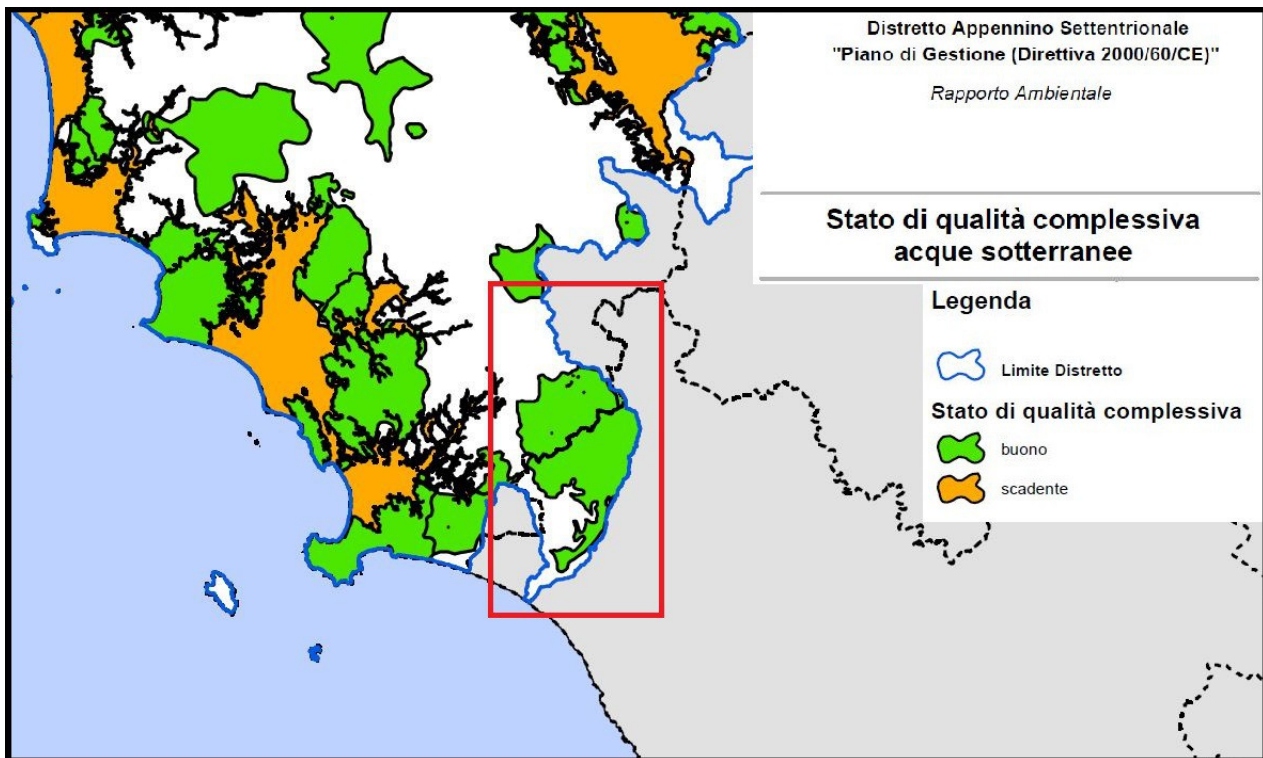 Distretto Appennino Settentrionale
"Piano di Gestione (Direttiva 2000/60/CE)"
Rapporto Ambientale
Stato di qualità complessiva
acque sotterranee
Legenda
Limite Distretto
Stato di qualità complessiva
buono
scadente